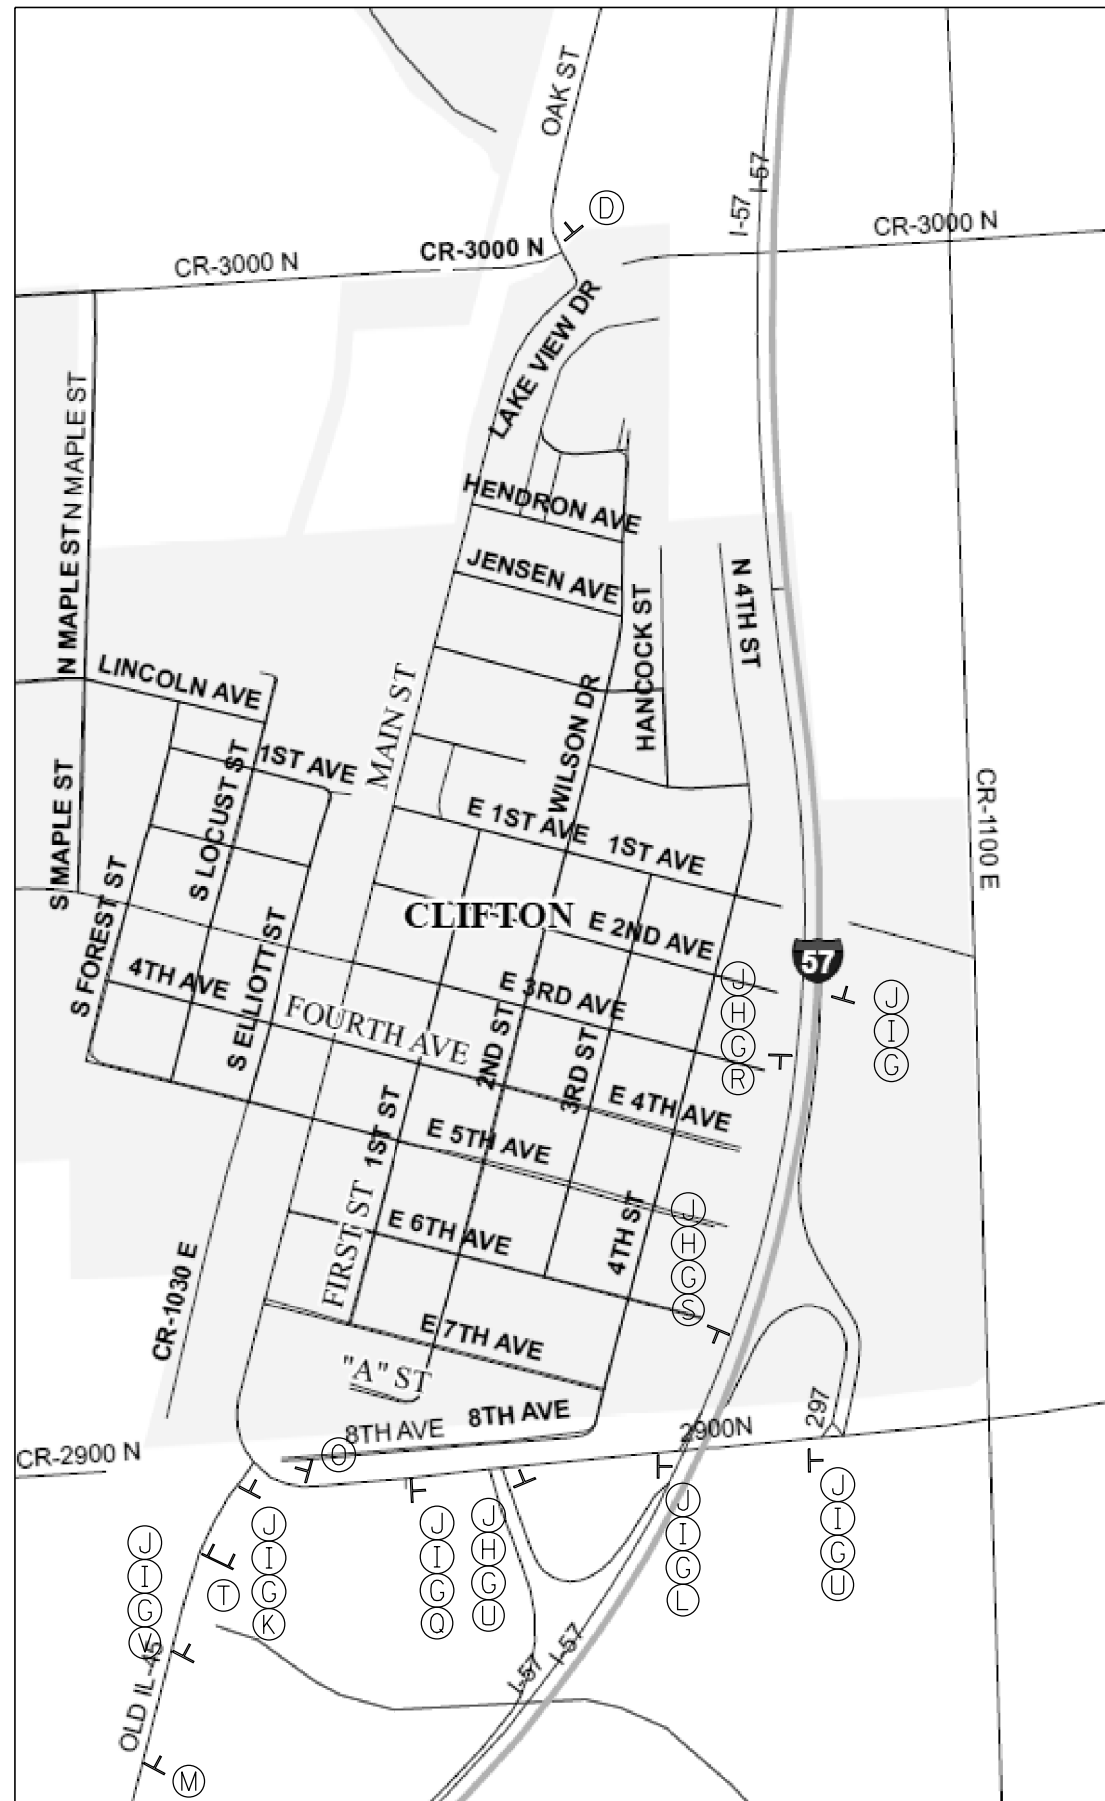 OAK ST
I-57
I-57
D
CR-3000 N
CR-3000 N
CR-3000 N
LAKE VIEW DR
N MAPLE ST
N MAPLE ST
HENDRON AVE
JENSEN AVE
HANCOCK ST
N 4TH ST
LINCOLN AVE
MAIN ST
WILSON DR
S MAPLE ST
S LOCUST ST
1ST AVE
E 1ST AVE
1ST AVE
CR-1100 E
S FOREST ST
CLIFTON
E 2ND AVE
S ELLIOTT ST
4TH AVE
E 3RD AVE
57
J
H
G
R
J
I
G
FOURTH AVE
2ND ST
3RD ST
E 4TH AVE
1ST ST
E 5TH AVE
FIRST ST
E 6TH AVE
4TH ST
J
H
G
S
CR-1030 E
E 7TH AVE
"A" ST
8TH AVE
8TH AVE
2900N
297
CR-2900 N
O
J
I
G
V
T
J
I
G
K
J
I
G
Q
J
H
G
U
J
I
G
L
J
I
G
U
OLD IL-45
I-57
I-57
M